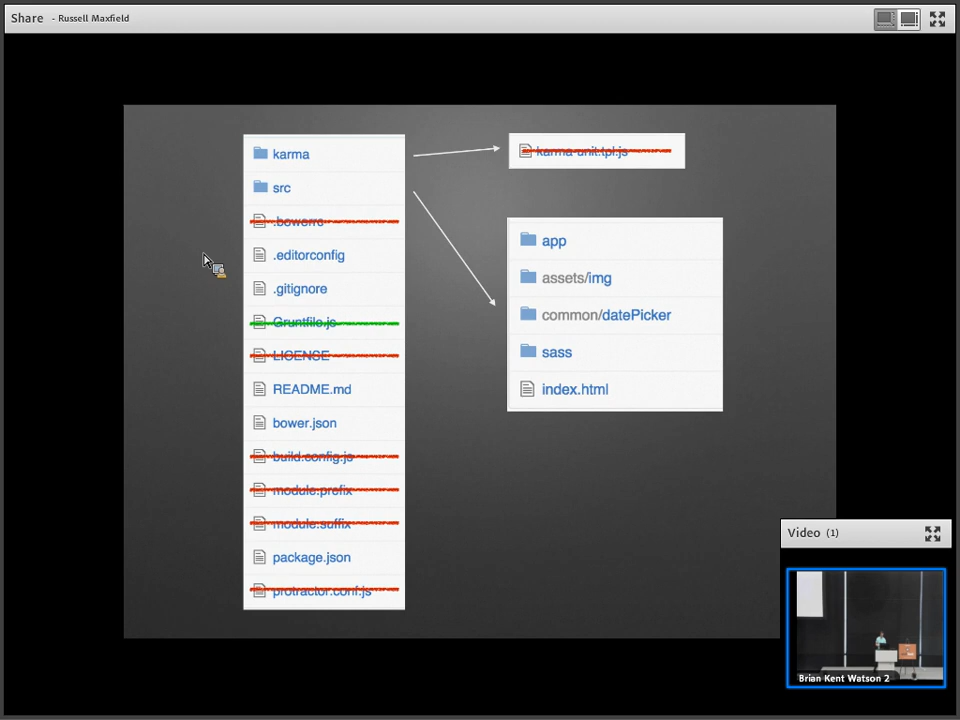 Share - Russell Maxfield
karma
src
.bowerrc
.editorconfig
.gitignore
Gruntfile.js
LICENSE
README.md
bower.json
build.config.js
module.prefix
module.suffix
package.json
protractor.conf.js
karma-unit.tpl.js
app
assets/img
common/datePicker
sass
index.html
Video (1)
Brian Kent Watson 2